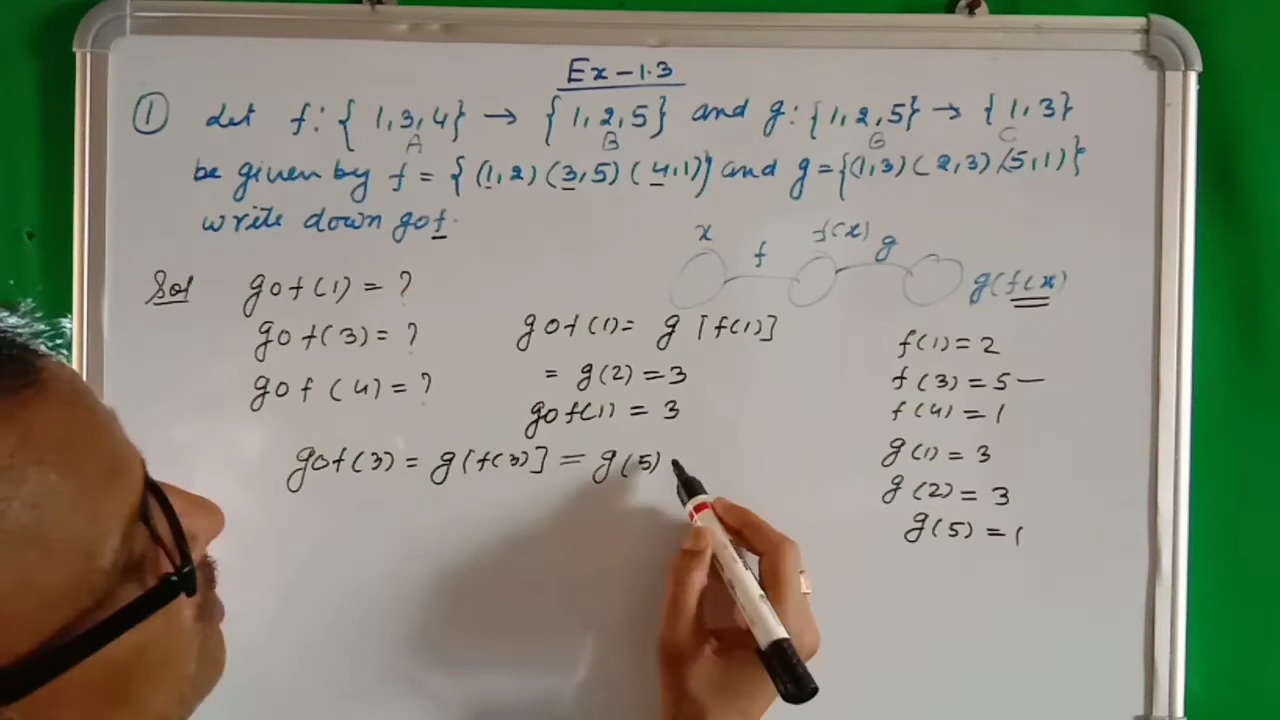 Ex-1.3
① Let f: { 1,3,4} → { 1,2,5} and g: {1,2,5} → { 1,3}
A B B C
be given by f = { (1,2) (3,5) (4,1)} and g = {(1,3) (2,3) (5,1)}
write down gof.
x f f(x) g g(f(x)
Sol gof(1) = ?
gof(3) = ?
gof(4) = ?
gof(1) = g [f(1)]
= g(2) = 3
gof(1) = 3
gof(3) = g[f(3)] = g(5)
f(1) = 2
f(3) = 5 —
f(4) = 1
g(1) = 3
g(2) = 3
g(5) = 1